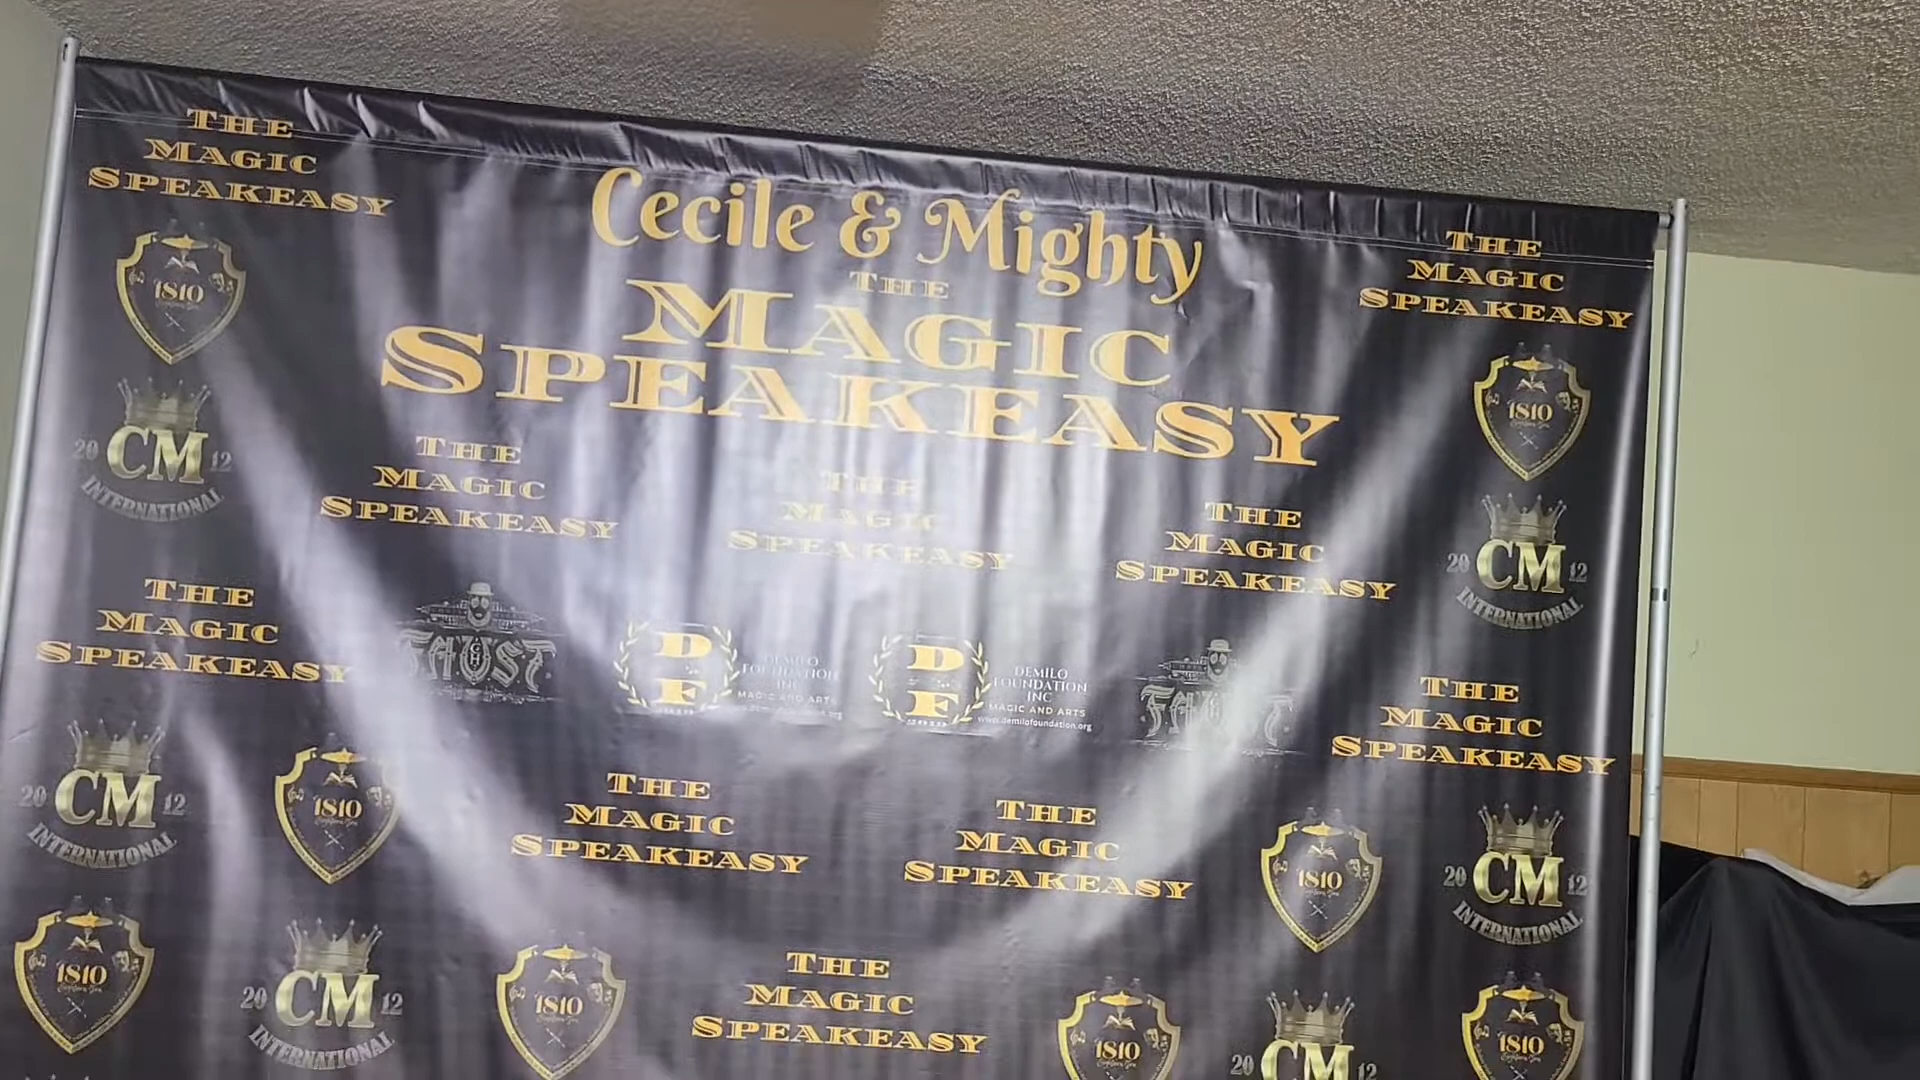 THE
MAGIC
SPEAKEASY
Cecile & Mighty
THE
MAGIC
SPEAKEASY
THE
MAGIC
SPEAKEASY
1810
1810
20 CM 12
INTERNATIONAL
THE
MAGIC
SPEAKEASY
THE
MAGIC
SPEAKEASY
THE
MAGIC
SPEAKEASY
20 CM 12
INTERNATIONAL
THE
MAGIC
SPEAKEASY
FAUST
D
F
DEMILO
FOUNDATION
INC
MAGIC AND ARTS
D
F
DEMILO
FOUNDATION
INC
MAGIC AND ARTS
www.demilofoundation.org
FAUST
THE
MAGIC
SPEAKEASY
20 CM 12
INTERNATIONAL
1810
THE
MAGIC
SPEAKEASY
THE
MAGIC
SPEAKEASY
1810
20 CM 12
INTERNATIONAL
1810
20 CM 12
INTERNATIONAL
1810
THE
MAGIC
SPEAKEASY
1810
20 CM 12
1810